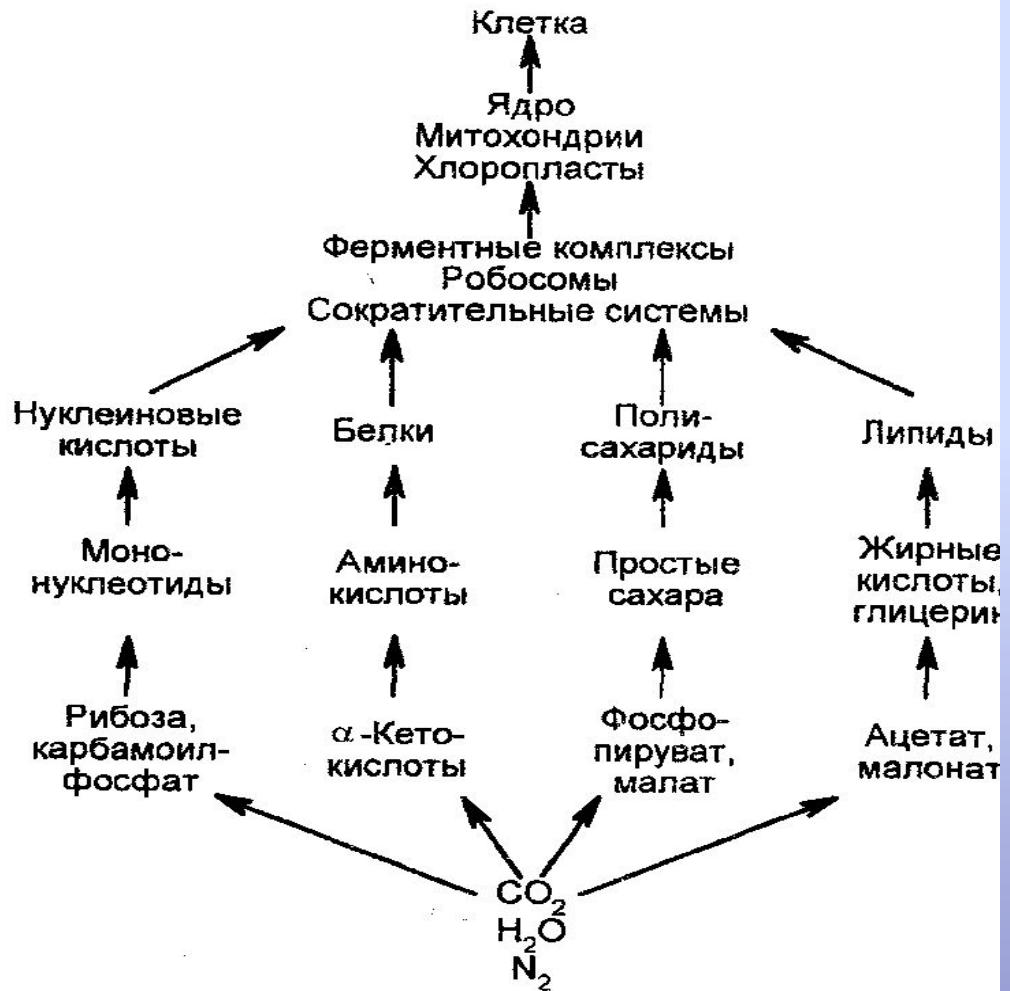 Клетка
Ядро
Митохондрии
Хлоропласты
Ферментные комплексы
Робосомы
Сократительные системы
Нуклеиновые
кислоты
Белки
Поли-
сахариды
Липиды
Моно-
нуклеотиды
Амино-
кислоты
Простые
сахара
Жирные
кислоты,
глицерин
Рибоза,
карбамоил-
фосфат
α-Кето-
кислоты
Фосфо-
пируват,
малат
Ацетат,
малонат
CO₂
H₂O
N₂